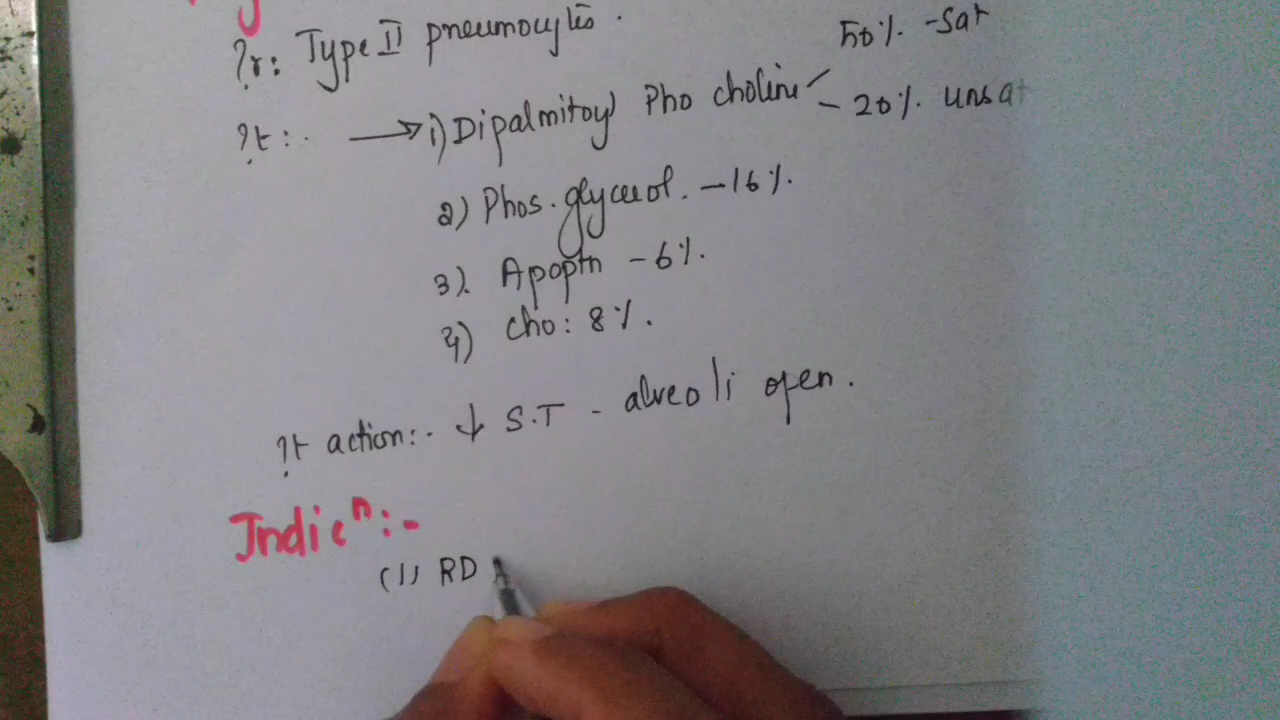 ?r: Type II pneumocytes.
50% - Sat
?t:- → 1) Dipalmitoyl Pho choline - 20% unsat
2) Phos. glycerol. - 16%.
3). Apoptn - 6%.
4) Cho: 8%.
?t action:- ↓ S.T - alveoli open.
Indicⁿ:-
(1) RD